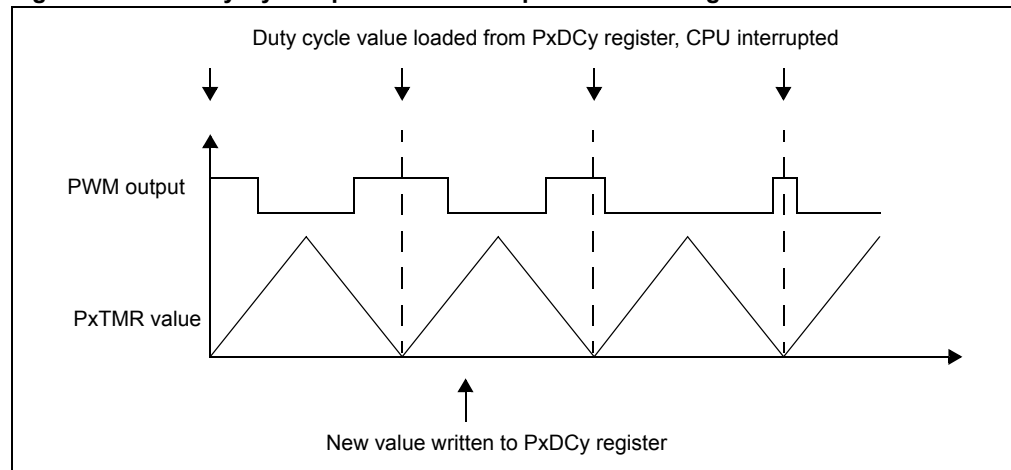 Duty cycle value loaded from PxDCy register, CPU interrupted
PWM output
PxTMR value
New value written to PxDCy register